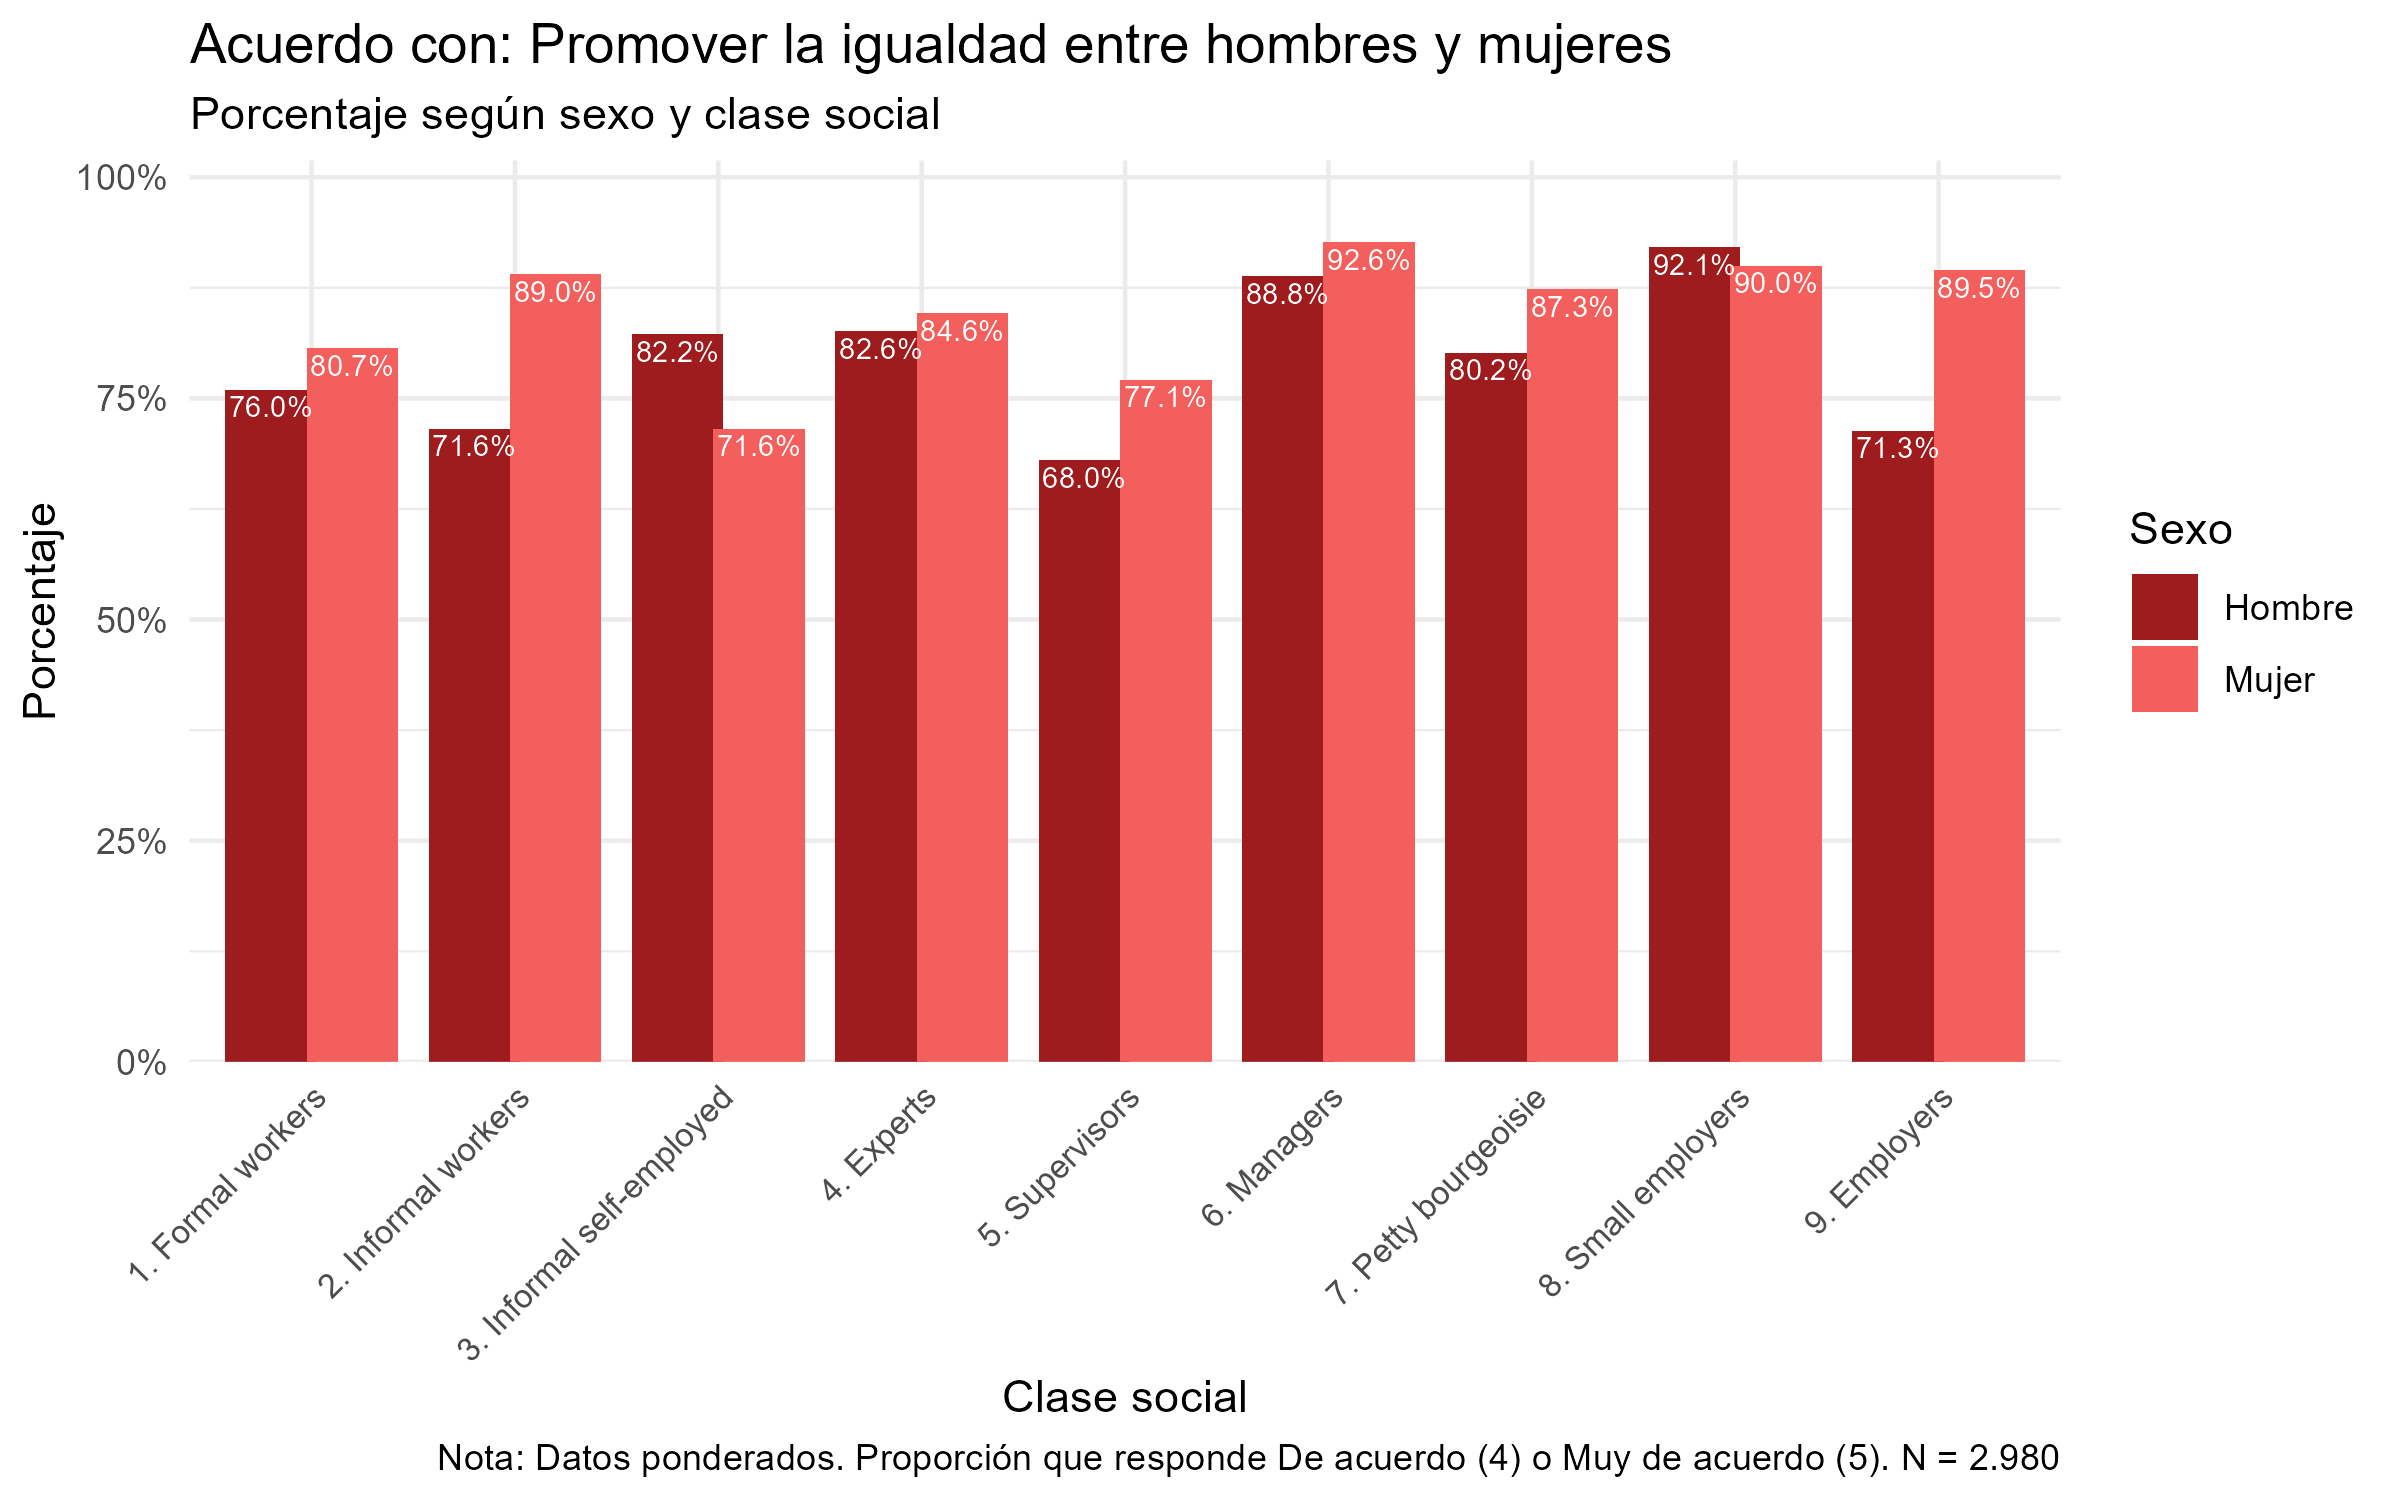 Acuerdo con: Promover la igualdad entre hombres y mujeres
Porcentaje según sexo y clase social
Porcentaje
100%
75%
50%
25%
0%
76.0%
80.7%
71.6%
89.0%
82.2%
71.6%
82.6%
84.6%
68.0%
77.1%
88.8%
92.6%
80.2%
87.3%
92.1%
90.0%
71.3%
89.5%
1. Formal workers
2. Informal workers
3. Informal self-employed
4. Experts
5. Supervisors
6. Managers
7. Petty bourgeoisie
8. Small employers
9. Employers
Clase social
Sexo
Hombre
Mujer
Nota: Datos ponderados. Proporción que responde De acuerdo (4) o Muy de acuerdo (5). N = 2.980